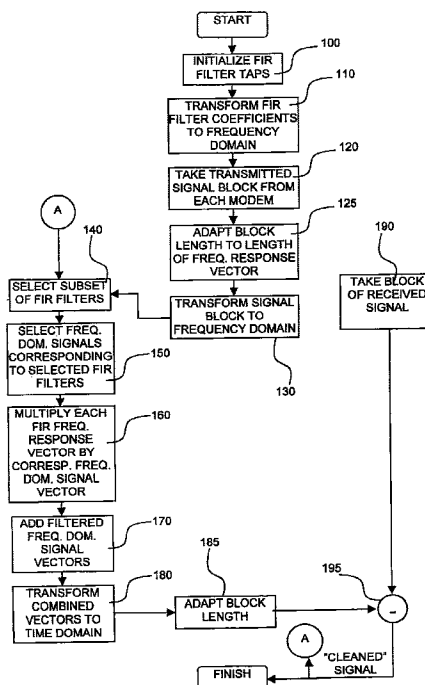 START
100
INITIALIZE FIR
FILTER TAPS
110
TRANSFORM FIR
FILTER COEFFICIENTS
TO FREQUENCY
DOMAIN
120
TAKE TRANSMITTED
SIGNAL BLOCK FROM
EACH MODEM
125
ADAPT BLOCK
LENGTH TO LENGTH
OF FREQ. RESPONSE
VECTOR
TRANSFORM SIGNAL
BLOCK TO FREQUENCY
DOMAIN
130
A
140
SELECT SUBSET
OF FIR FILTERS
SELECT FREQ.
DOM. SIGNALS
CORRESPONDING
TO SELECTED FIR
FILTERS
150
MULTIPLY EACH
FIR FREQ.
RESPONSE
VECTOR BY
CORRESP. FREQ.
DOM. SIGNAL
VECTOR
160
ADD FILTERED
FREQ. DOM.
SIGNAL
VECTORS
170
180
TRANSFORM
COMBINED
VECTORS TO
TIME DOMAIN
185
ADAPT BLOCK
LENGTH
190
TAKE BLOCK
OF RECEIVED
SIGNAL
195
-
A
"CLEANED"
SIGNAL
FINISH